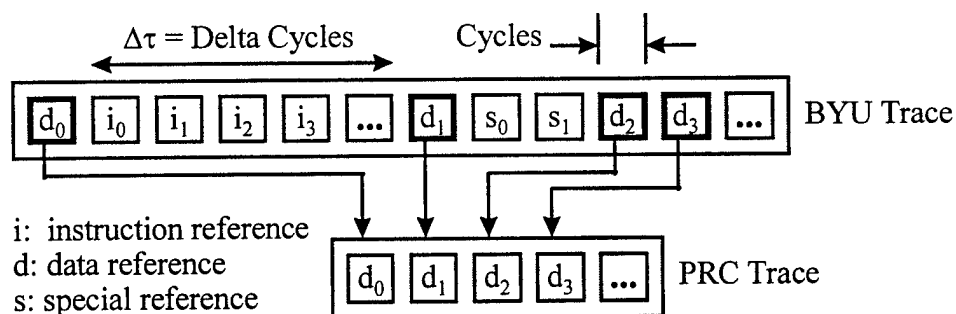 Δτ = Delta Cycles Cycles
d₀ i₀ i₁ i₂ i₃ ... d₁ s₀ s₁ d₂ d₃ ... BYU Trace
i: instruction reference
d: data reference
s: special reference
d₀ d₁ d₂ d₃ ... PRC Trace